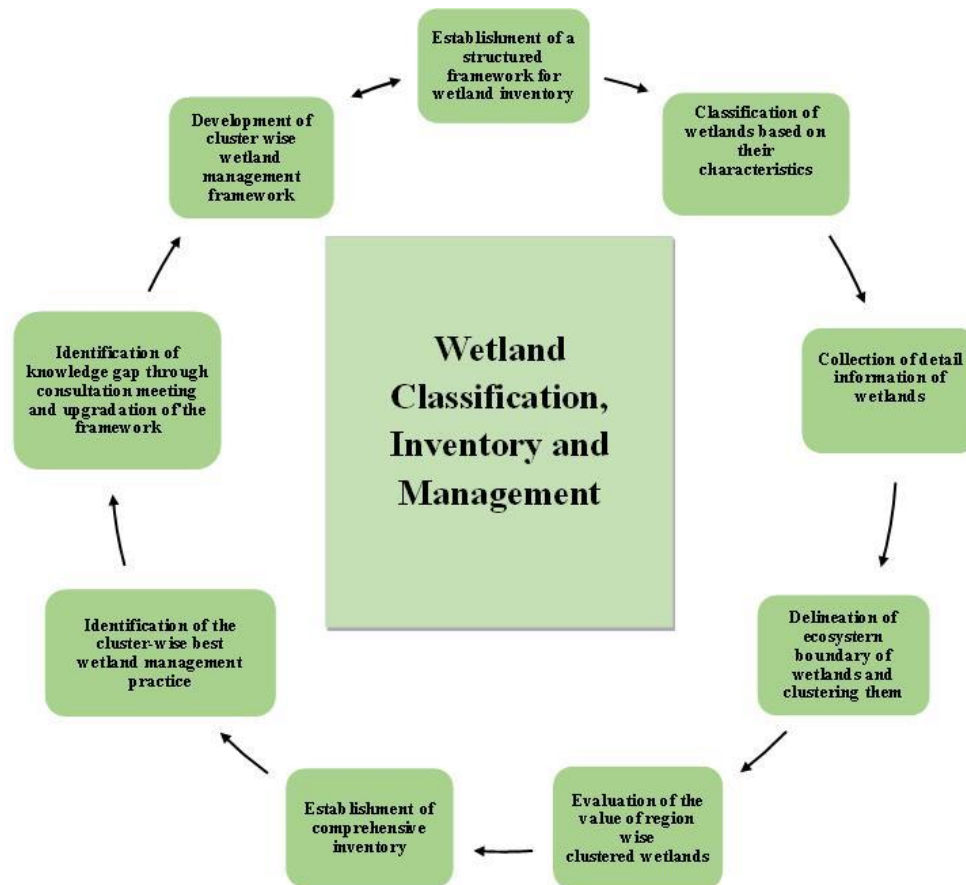 Establishment of a
structured
framework for
wetland inventory
Classification of
wetlands based on
their
characteristics
Collection of detail
information of
wetlands
Delineation of
ecosystern
boundary of
wetlands and
clustering them
Evaluation of the
value of region
wise
clustered wetlands
Establishment of
comprehensive
inventory
Identification of the
cluster-wise best
wetland management
practice
Identification of
knowledge gap through
consultation meeting
and upgradation of the
framework
Development of
cluster wise
wetland
management
framework
Wetland
Classification,
Inventory and
Management